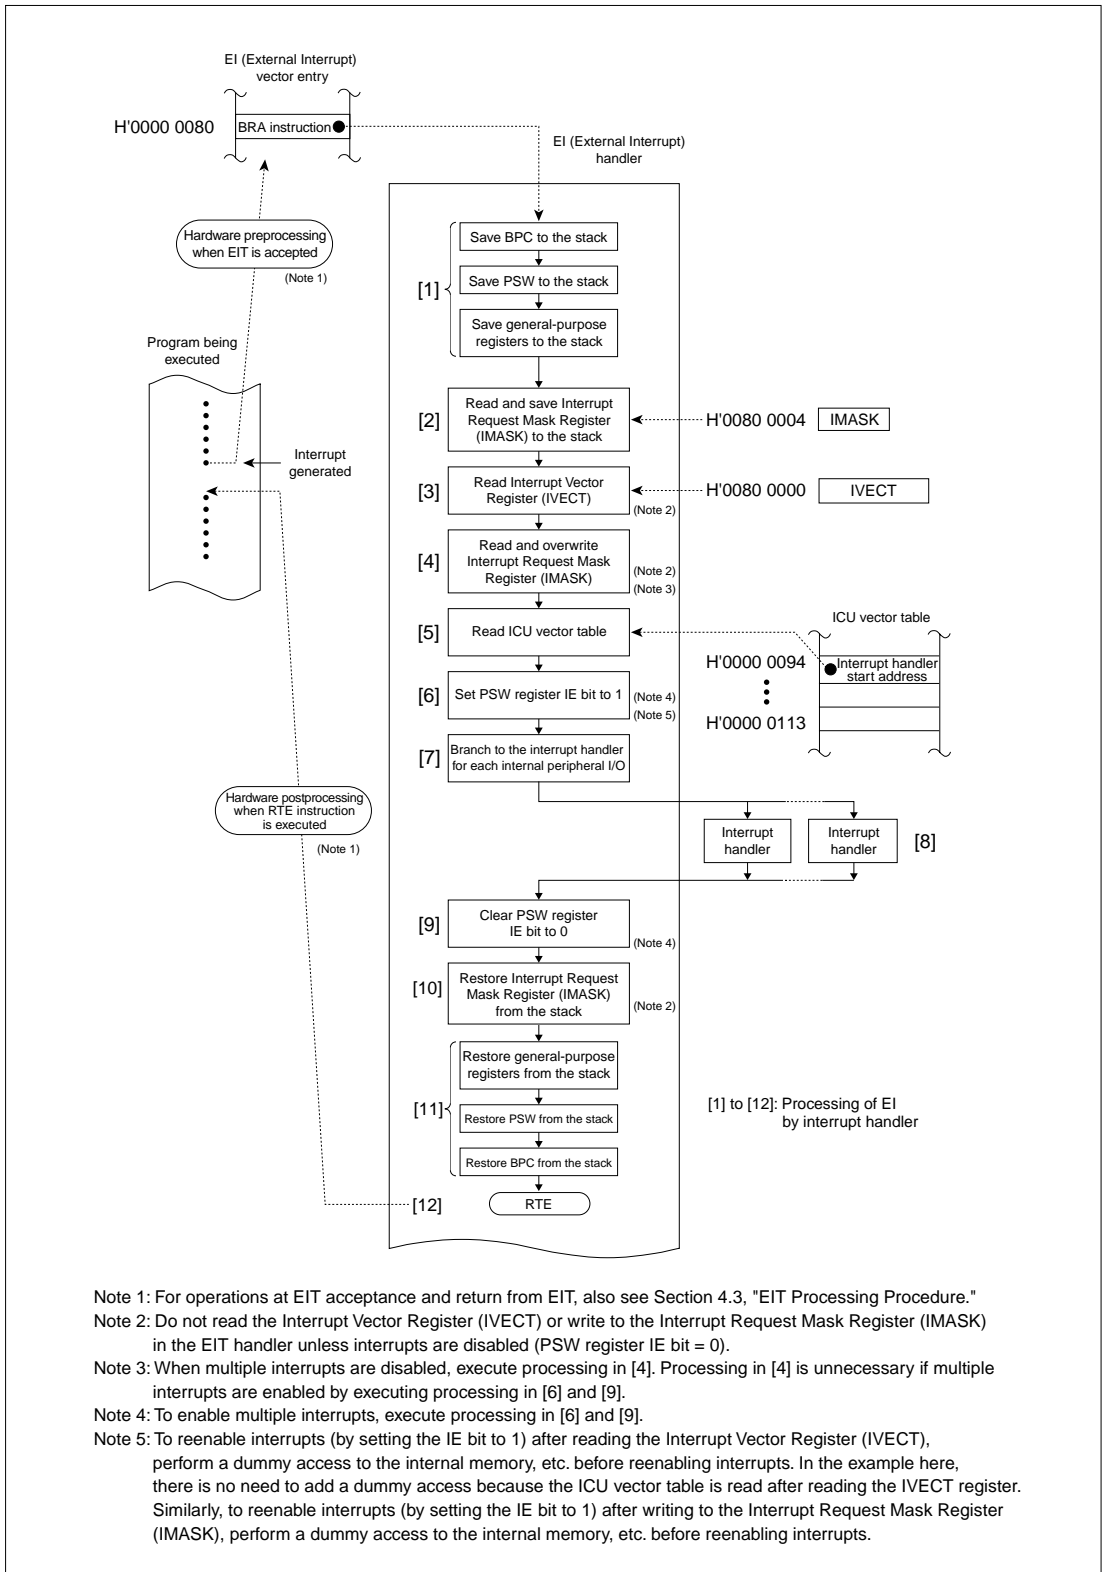 EI (External Interrupt)
vector entry
H'0000 0080
BRA instruction
EI (External Interrupt)
handler
Hardware preprocessing
when EIT is accepted
(Note 1)
Program being
executed
Interrupt
generated
[1]
Save BPC to the stack
Save PSW to the stack
Save general-purpose
registers to the stack
[2]
Read and save Interrupt
Request Mask Register
(IMASK) to the stack
H'0080 0004
IMASK
[3]
Read Interrupt Vector
Register (IVECT)
(Note 2)
H'0080 0000
IVECT
[4]
Read and overwrite
Interrupt Request Mask
Register (IMASK)
(Note 2)
(Note 3)
[5]
Read ICU vector table
ICU vector table
H'0000 0094
Interrupt handler
start address
H'0000 0113
[6]
Set PSW register IE bit to 1
(Note 4)
(Note 5)
[7]
Branch to the interrupt handler
for each internal peripheral I/O
Hardware postprocessing
when RTE instruction
is executed
(Note 1)
Interrupt
handler
Interrupt
handler
[8]
[9]
Clear PSW register
IE bit to 0
(Note 4)
[10]
Restore Interrupt Request
Mask Register (IMASK)
from the stack
(Note 2)
[11]
Restore general-purpose
registers from the stack
Restore PSW from the stack
Restore BPC from the stack
[1] to [12]: Processing of EI
by interrupt handler
[12]
RTE
Note 1: For operations at EIT acceptance and return from EIT, also see Section 4.3, "EIT Processing Procedure."
Note 2: Do not read the Interrupt Vector Register (IVECT) or write to the Interrupt Request Mask Register (IMASK)
in the EIT handler unless interrupts are disabled (PSW register IE bit = 0).
Note 3: When multiple interrupts are disabled, execute processing in [4]. Processing in [4] is unnecessary if multiple
interrupts are enabled by executing processing in [6] and [9].
Note 4: To enable multiple interrupts, execute processing in [6] and [9].
Note 5: To reenable interrupts (by setting the IE bit to 1) after reading the Interrupt Vector Register (IVECT),
perform a dummy access to the internal memory, etc. before reenabling interrupts. In the example here,
there is no need to add a dummy access because the ICU vector table is read after reading the IVECT register.
Similarly, to reenable interrupts (by setting the IE bit to 1) after writing to the Interrupt Request Mask Register
(IMASK), perform a dummy access to the internal memory, etc. before reenabling interrupts.